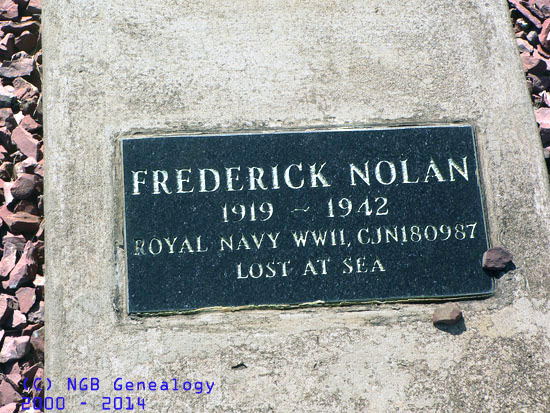 FREDERICK NOLAN
1919 ~ 1942
ROYAL NAVY WWII, CJN180987
LOST AT SEA
(C) NGB Genealogy
2000 - 2014